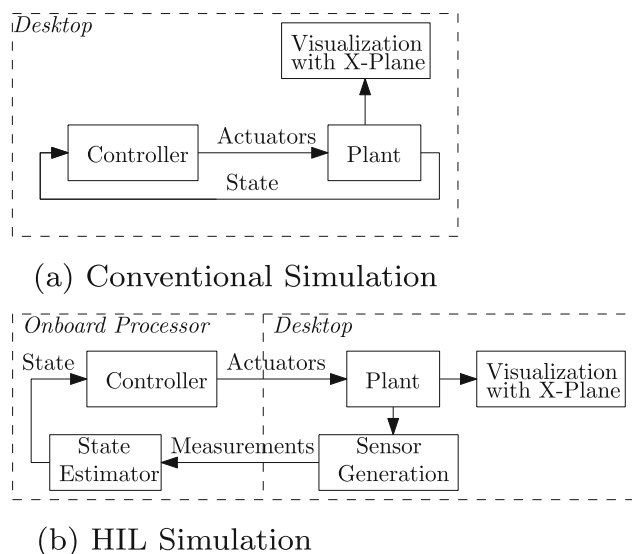 Desktop
Visualization
with X-Plane
Controller
Actuators
Plant
State
(a) Conventional Simulation
Onboard Processor
Desktop
State
Controller
Actuators
Plant
Visualization
with X-Plane
State
Estimator
Measurements
Sensor
Generation
(b) HIL Simulation